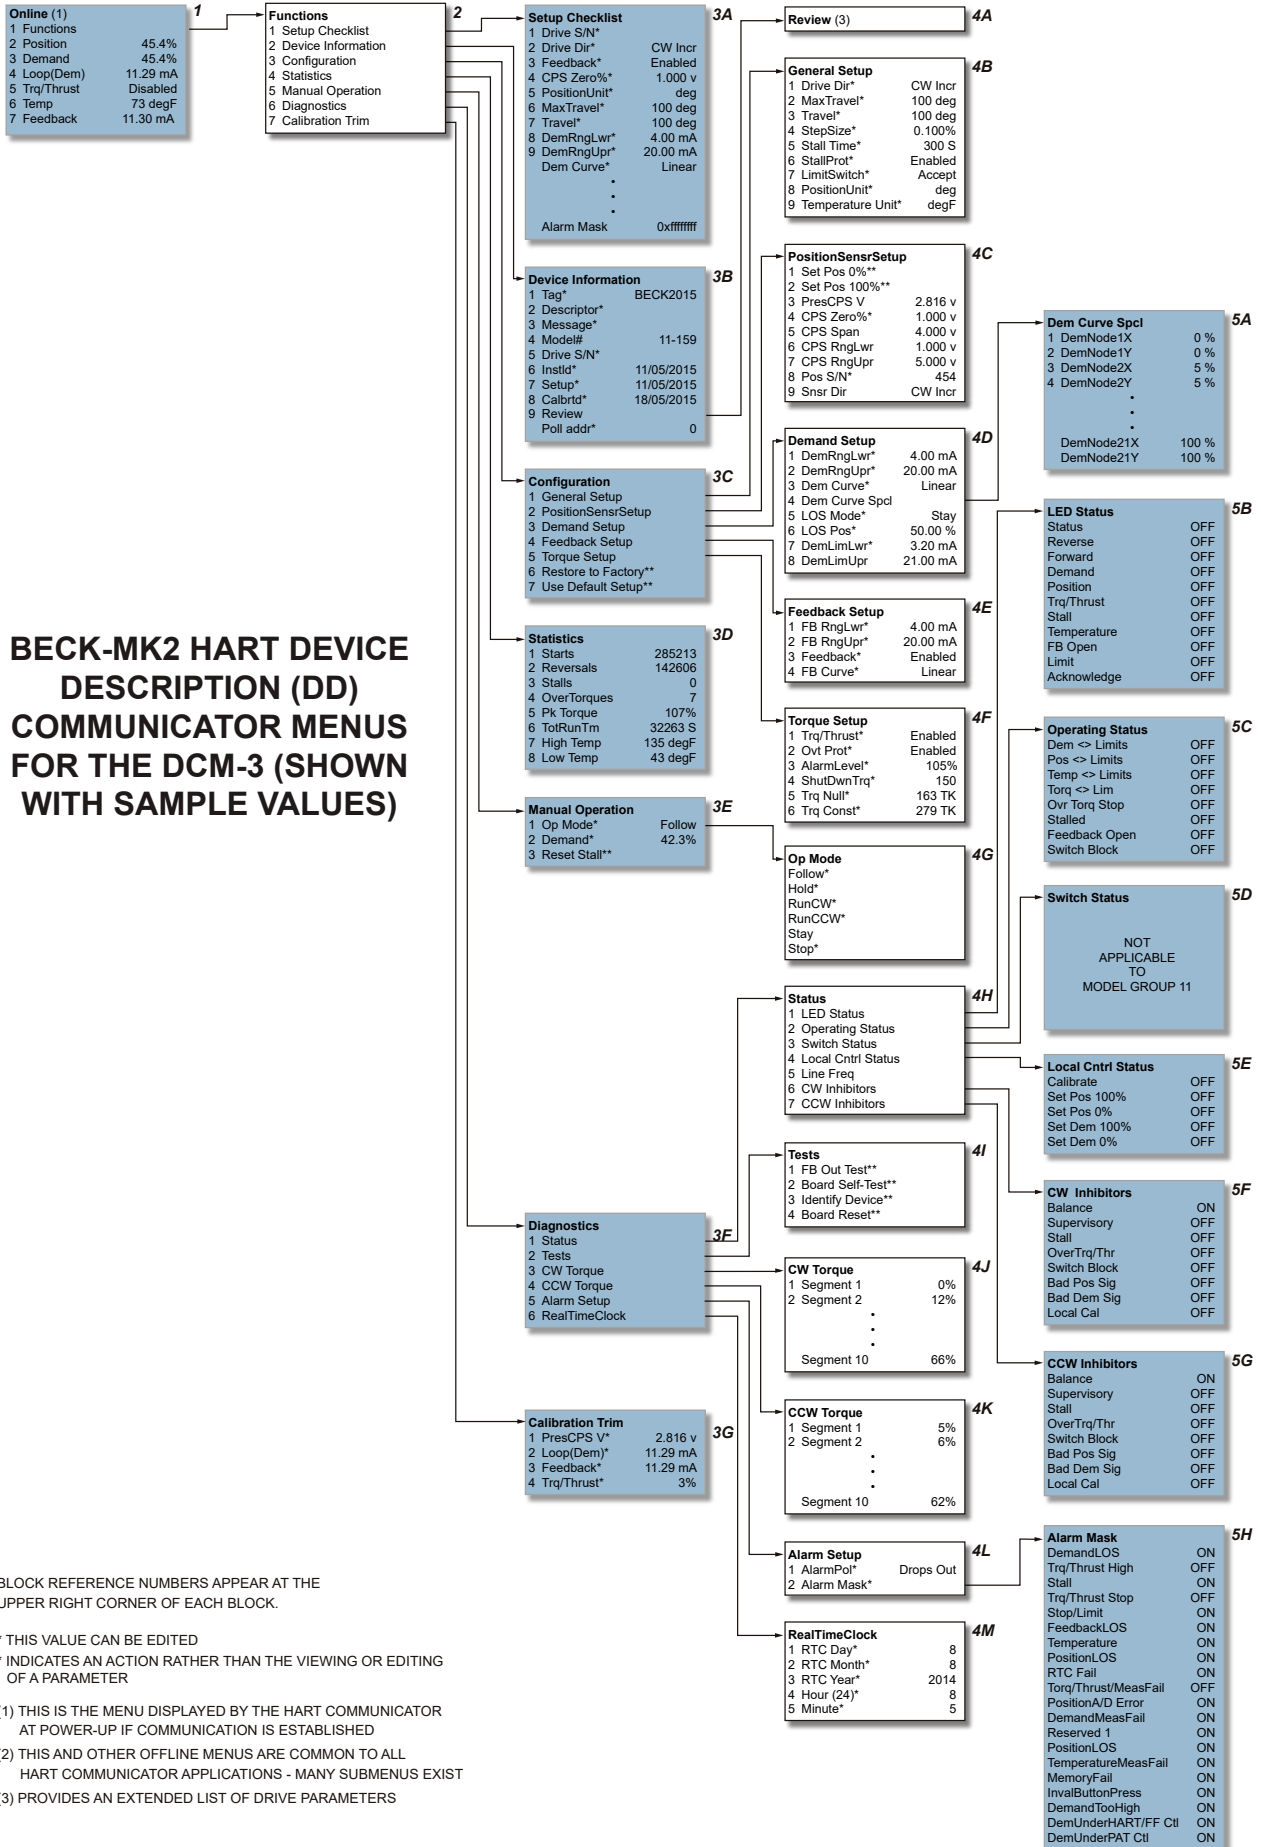 Online (1) 1
1 Functions
2 Position 45.4%
3 Demand 45.4%
4 Loop(Dem) 11.29 mA
5 Trq/Thrust Disabled
6 Temp 73 degF
7 Feedback 11.30 mA
Functions 2
1 Setup Checklist
2 Device Information
3 Configuration
4 Statistics
5 Manual Operation
6 Diagnostics
7 Calibration Trim
Setup Checklist 3A
1 Drive S/N*
2 Drive Dir* CW Incr
3 Feedback* Enabled
4 CPS Zero%* 1.000 v
5 PositionUnit* deg
6 MaxTravel* 100 deg
7 Travel* 100 deg
8 DemRngLwr* 4.00 mA
9 DemRngUpr* 20.00 mA
Dem Curve* Linear
•
•
•
Alarm Mask 0xffffffff
Device Information 3B
1 Tag* BECK2015
2 Descriptor*
3 Message*
4 Model# 11-159
5 Drive S/N*
6 Instld* 11/05/2015
7 Setup* 11/05/2015
8 Calbrtd* 18/05/2015
9 Review
Poll addr* 0
Configuration 3C
1 General Setup
2 PositionSensrSetup
3 Demand Setup
4 Feedback Setup
5 Torque Setup
6 Restore to Factory**
7 Use Default Setup**
Statistics 3D
1 Starts 285213
2 Reversals 142606
3 Stalls 0
4 OverTorques 7
5 Pk Torque 107%
6 TotRunTm 32263 S
7 High Temp 135 degF
8 Low Temp 43 degF
Manual Operation 3E
1 Op Mode* Follow
2 Demand* 42.3%
3 Reset Stall**
Diagnostics 3F
1 Status
2 Tests
3 CW Torque
4 CCW Torque
5 Alarm Setup
6 RealTimeClock
Calibration Trim 3G
1 PresCPS V* 2.816 v
2 Loop(Dem)* 11.29 mA
3 Feedback* 11.29 mA
4 Trq/Thrust* 3%
Review (3) 4A
General Setup 4B
1 Drive Dir* CW Incr
2 MaxTravel* 100 deg
3 Travel* 100 deg
4 StepSize* 0.100%
5 Stall Time* 300 S
6 StallProt* Enabled
7 LimitSwitch* Accept
8 PositionUnit* deg
9 Temperature Unit* degF
PositionSensrSetup 4C
1 Set Pos 0%**
2 Set Pos 100%**
3 PresCPS V 2.816 v
4 CPS Zero%* 1.000 v
5 CPS Span 4.000 v
6 CPS RngLwr 1.000 v
7 CPS RngUpr 5.000 v
8 Pos S/N* 454
9 Snsr Dir CW Incr
Demand Setup 4D
1 DemRngLwr* 4.00 mA
2 DemRngUpr* 20.00 mA
3 Dem Curve* Linear
4 Dem Curve Spcl
5 LOS Mode* Stay
6 LOS Pos* 50.00 %
7 DemLimLwr* 3.20 mA
8 DemLimUpr 21.00 mA
Feedback Setup 4E
1 FB RngLwr* 4.00 mA
2 FB RngUpr* 20.00 mA
3 Feedback* Enabled
4 FB Curve* Linear
Torque Setup 4F
1 Trq/Thrust* Enabled
2 Ovt Prot* Enabled
3 AlarmLevel* 105%
4 ShutDwnTrq* 150
5 Trq Null* 163 TK
6 Trq Const* 279 TK
Op Mode 4G
Follow*
Hold*
RunCW*
RunCCW*
Stay
Stop*
Status 4H
1 LED Status
2 Operating Status
3 Switch Status
4 Local Cntrl Status
5 Line Freq
6 CW Inhibitors
7 CCW Inhibitors
Tests 4I
1 FB Out Test**
2 Board Self-Test**
3 Identify Device**
4 Board Reset**
CW Torque 4J
1 Segment 1 0%
2 Segment 2 12%
•
•
•
Segment 10 66%
CCW Torque 4K
1 Segment 1 5%
2 Segment 2 6%
•
•
•
Segment 10 62%
Alarm Setup 4L
1 AlarmPol* Drops Out
2 Alarm Mask*
RealTimeClock 4M
1 RTC Day* 8
2 RTC Month* 8
3 RTC Year* 2014
4 Hour (24)* 8
5 Minute* 5
Dem Curve Spcl 5A
1 DemNode1X 0 %
2 DemNode1Y 0 %
3 DemNode2X 5 %
4 DemNode2Y 5 %
•
•
•
DemNode21X 100 %
DemNode21Y 100 %
LED Status 5B
Status OFF
Reverse OFF
Forward OFF
Demand OFF
Position OFF
Trq/Thrust OFF
Stall OFF
Temperature OFF
FB Open OFF
Limit OFF
Acknowledge OFF
Operating Status 5C
Dem <> Limits OFF
Pos <> Limits OFF
Temp <> Limits OFF
Torq <> Lim OFF
Ovr Torq Stop OFF
Stalled OFF
Feedback Open OFF
Switch Block OFF
Switch Status 5D
NOT
APPLICABLE
TO
MODEL GROUP 11
Local Cntrl Status 5E
Calibrate OFF
Set Pos 100% OFF
Set Pos 0% OFF
Set Dem 100% OFF
Set Dem 0% OFF
CW Inhibitors 5F
Balance ON
Supervisory OFF
Stall OFF
OverTrq/Thr OFF
Switch Block OFF
Bad Pos Sig OFF
Bad Dem Sig OFF
Local Cal OFF
CCW Inhibitors 5G
Balance ON
Supervisory OFF
Stall OFF
OverTrq/Thr OFF
Switch Block OFF
Bad Pos Sig OFF
Bad Dem Sig OFF
Local Cal OFF
Alarm Mask 5H
DemandLOS ON
Trq/Thrust High OFF
Stall ON
Trq/Thrust Stop OFF
Stop/Limit ON
FeedbackLOS ON
Temperature ON
PositionLOS ON
RTC Fail ON
Torq/Thrust/MeasFail OFF
PositionA/D Error ON
DemandMeasFail ON
Reserved 1 ON
PositionLOS ON
TemperatureMeasFail ON
MemoryFail ON
InvalButtonPress ON
DemandTooHigh ON
DemUnderHART/FF Ctl ON
DemUnderPAT Ctl ON
BECK-MK2 HART DEVICE
DESCRIPTION (DD)
COMMUNICATOR MENUS
FOR THE DCM-3 (SHOWN
WITH SAMPLE VALUES)
BLOCK REFERENCE NUMBERS APPEAR AT THE
UPPER RIGHT CORNER OF EACH BLOCK.
* THIS VALUE CAN BE EDITED
* INDICATES AN ACTION RATHER THAN THE VIEWING OR EDITING
OF A PARAMETER
(1) THIS IS THE MENU DISPLAYED BY THE HART COMMUNICATOR
AT POWER-UP IF COMMUNICATION IS ESTABLISHED
(2) THIS AND OTHER OFFLINE MENUS ARE COMMON TO ALL
HART COMMUNICATOR APPLICATIONS - MANY SUBMENUS EXIST
(3) PROVIDES AN EXTENDED LIST OF DRIVE PARAMETERS